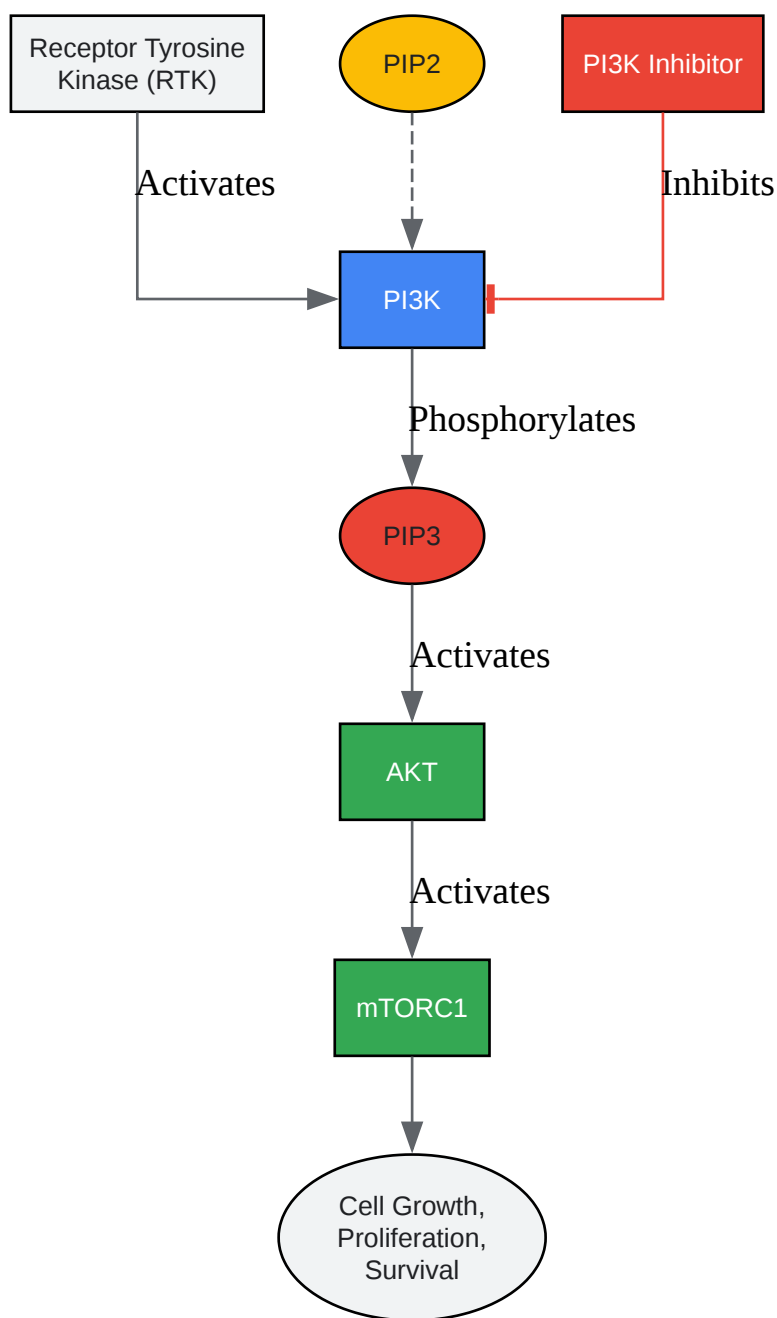 Receptor Tyrosine
Kinase (RTK)
PIP2
PI3K Inhibitor
Activates
Inhibits
PI3K
Phosphorylates
PIP3
Activates
AKT
Activates
mTORC1
Cell Growth,
Proliferation,
Survival